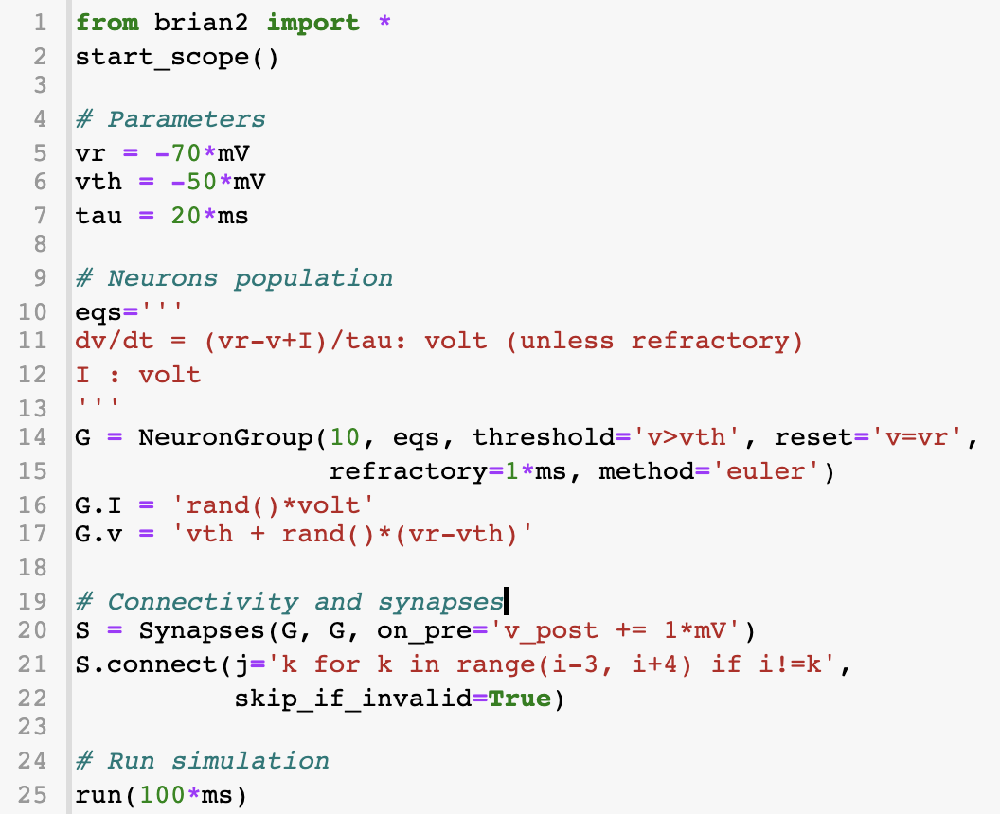 1 from brian2 import *
2 start_scope()
3
4 # Parameters
5 vr = -70*mV
6 vth = -50*mV
7 tau = 20*ms
8
9 # Neurons population
10 eqs='''
11 dv/dt = (vr-v+I)/tau: volt (unless refractory)
12 I : volt
13 '''
14 G = NeuronGroup(10, eqs, threshold='v>vth', reset='v=vr',
15                 refractory=1*ms, method='euler')
16 G.I = 'rand()*volt'
17 G.v = 'vth + rand()*(vr-vth)'
18
19 # Connectivity and synapses
20 S = Synapses(G, G, on_pre='v_post += 1*mV')
21 S.connect(j='k for k in range(i-3, i+4) if i!=k',
22           skip_if_invalid=True)
23
24 # Run simulation
25 run(100*ms)